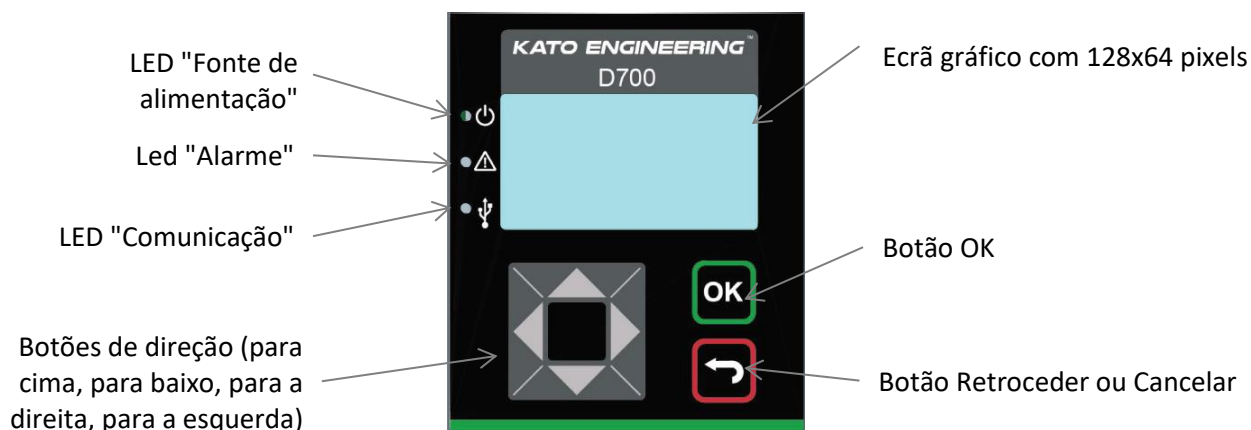 LED "Fonte de
alimentação"
Led "Alarme"
LED "Comunicação"
Botões de direção (para
cima, para baixo, para a
direita, para a esquerda)
KATO ENGINEERING™
D700
OK
Ecrã gráfico com 128x64 pixels
Botão OK
Botão Retroceder ou Cancelar